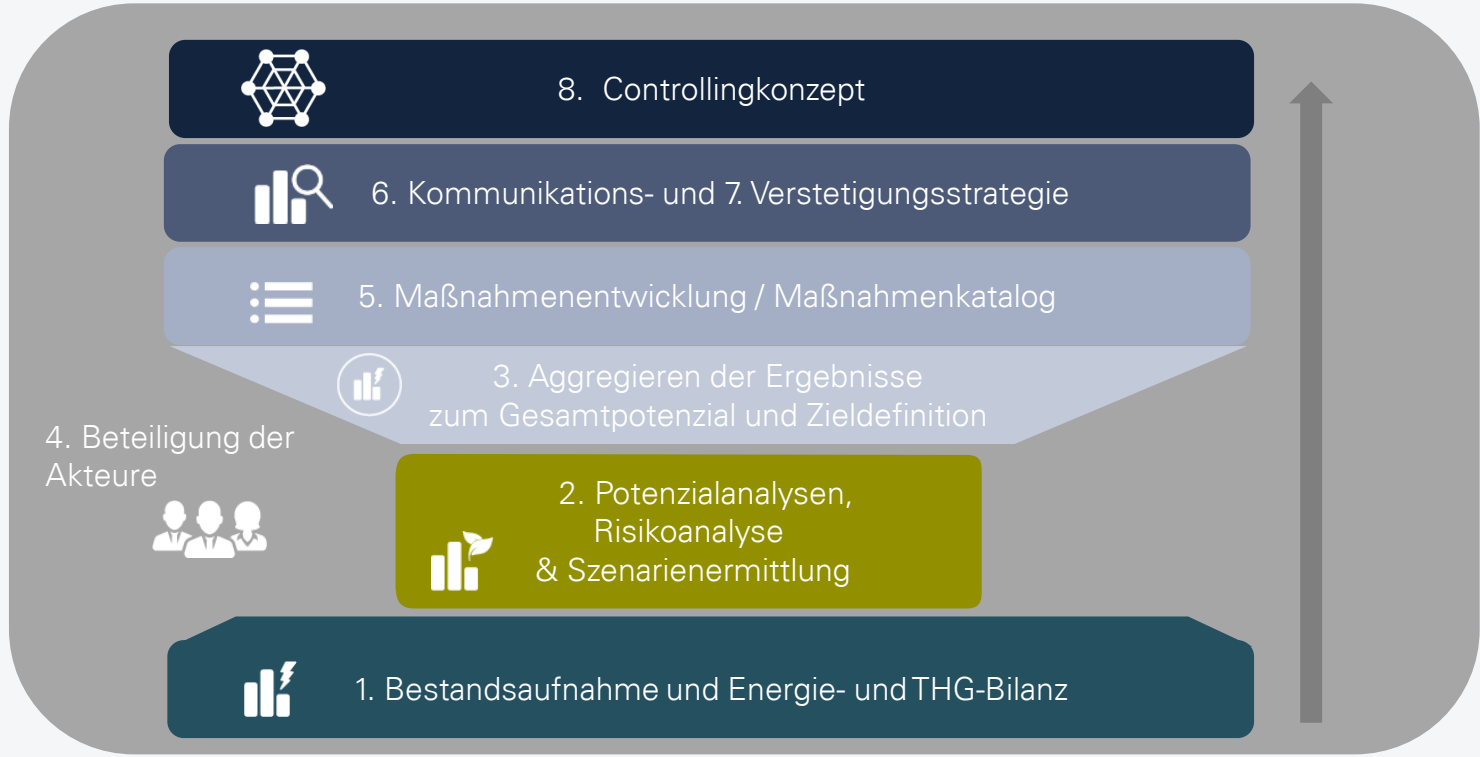 8. Controllingkonzept
6. Kommunikations- und 7. Verstetigungsstrategie
5. Maßnahmenentwicklung / Maßnahmenkatalog
3. Aggregieren der Ergebnisse
zum Gesamtpotenzial und Zieldefinition
4. Beteiligung der
Akteure
2. Potenzialanalysen,
Risikoanalyse
& Szenarienermittlung
1. Bestandsaufnahme und Energie- und THG-Bilanz